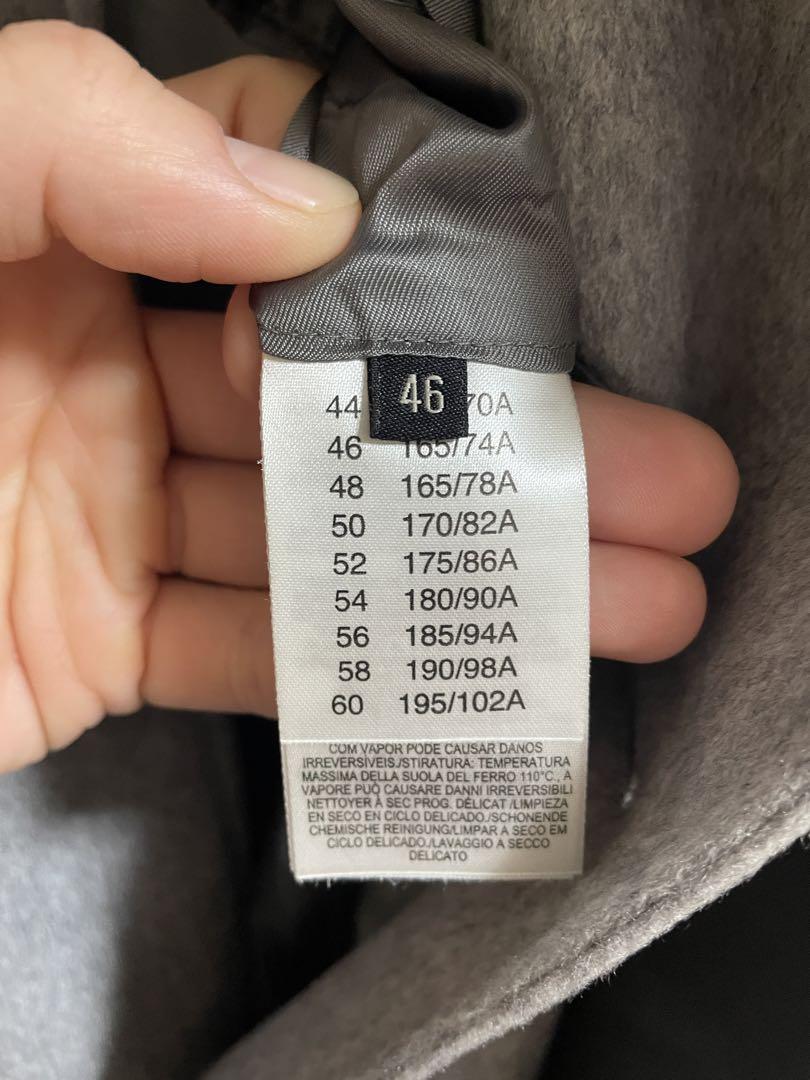 46
44 70A
46 165/74A
48 165/78A
50 170/82A
52 175/86A
54 180/90A
56 185/94A
58 190/98A
60 195/102A
COM VAPOR PODE CAUSAR DANOS
IRREVERSÍVEIS./STIRATURA: TEMPERATURA
MASSIMA DELLA SUOLA DEL FERRO 110°C., A
VAPORE PUÒ CAUSARE DANNI IRREVERSIBILI
NETTOYER À SEC PROG. DÉLICAT /LIMPIEZA
EN SECO EN CICLO DELICADO./SCHONENDE
CHEMISCHE REINIGUNG/LIMPAR A SECO EM
CICLO DELICADO./LAVAGGIO A SECCO
DELICATO